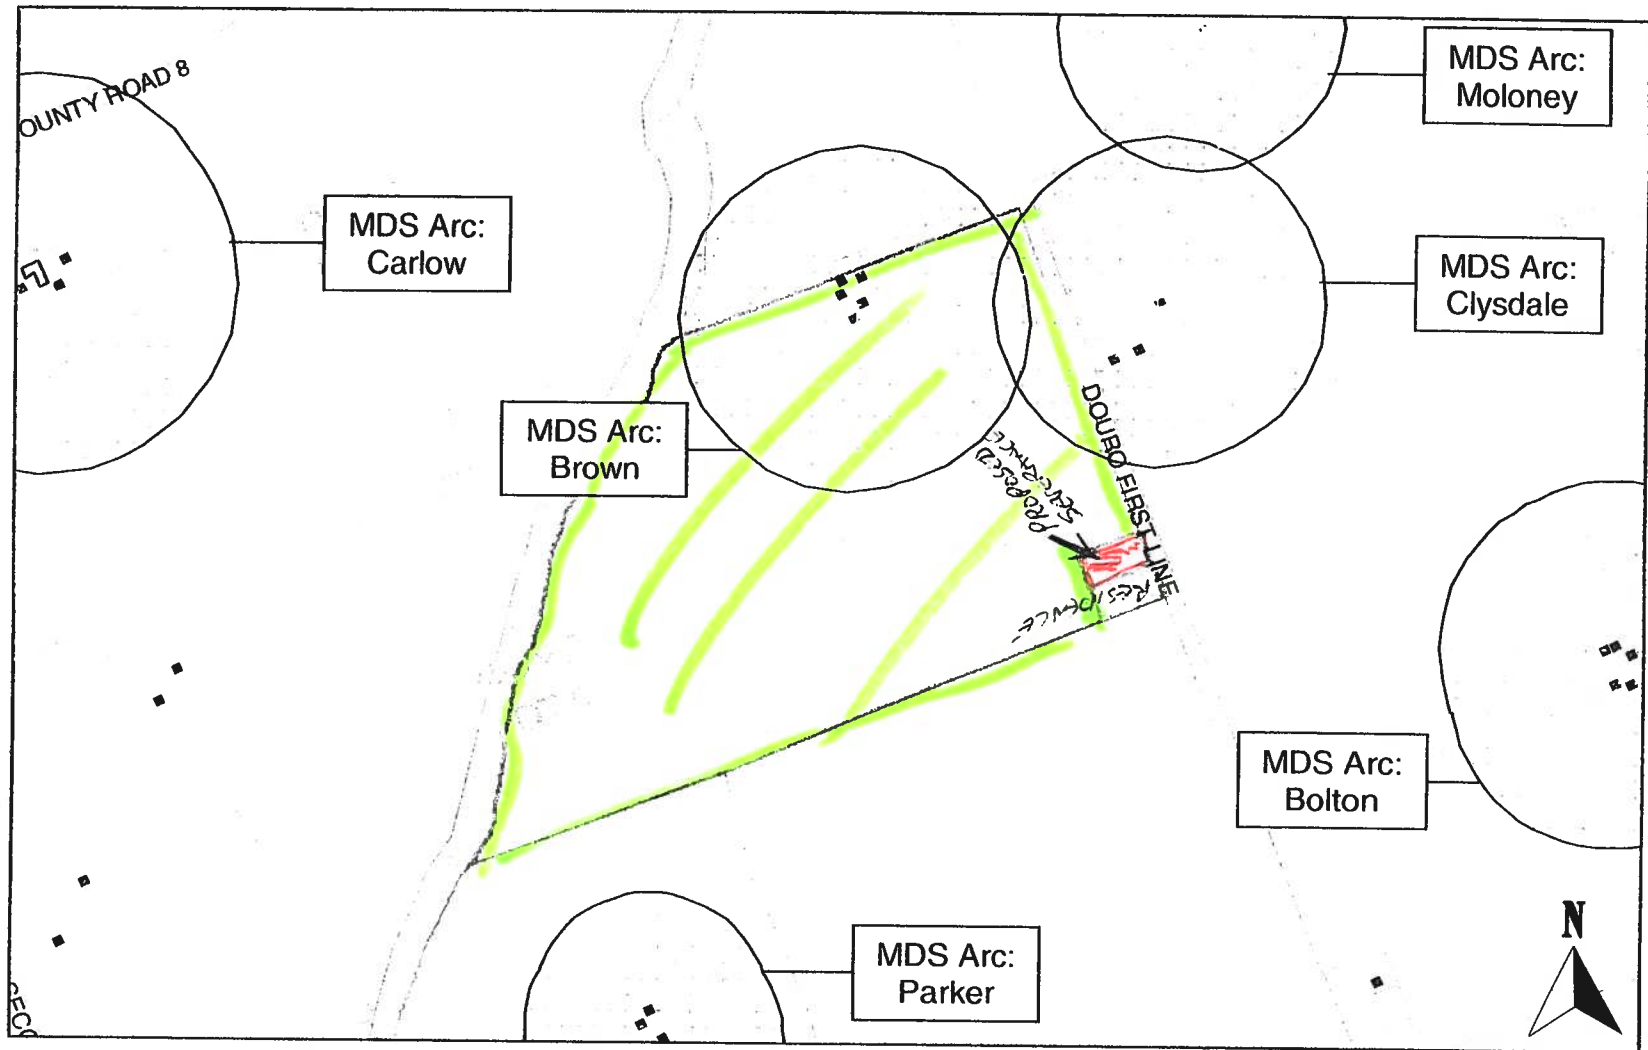 OUNTY ROAD 8
MDS Arc:
Moloney
MDS Arc:
Carlow
MDS Arc:
Clysdale
MDS Arc:
Brown
DOURO FIRST LINE
PROPOSED
SEVERANCE
RESIDENCE
MDS Arc:
Bolton
MDS Arc:
Parker
N